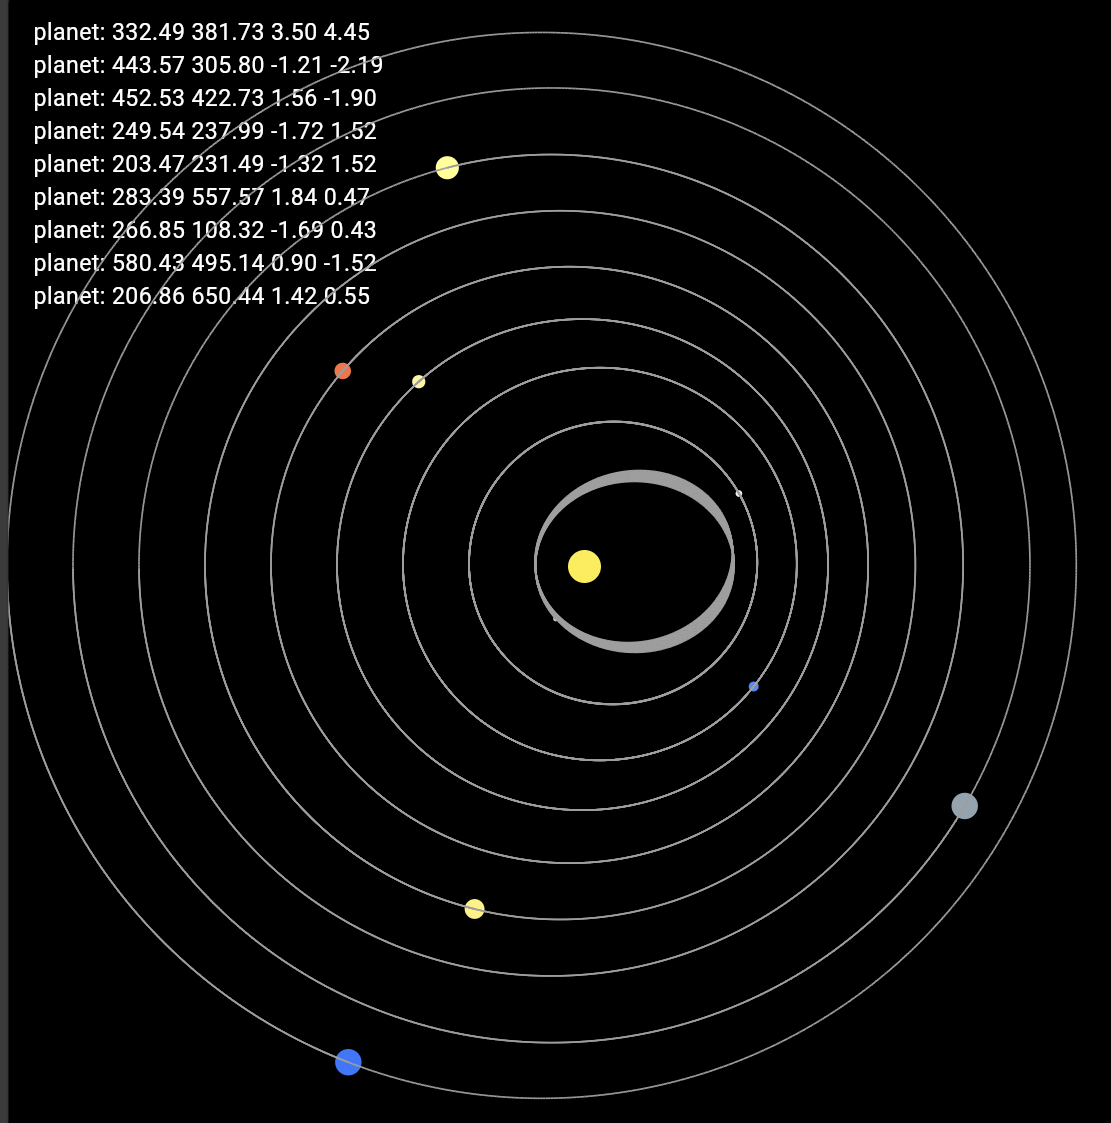 planet: 332.49 381.73 3.50 4.45
planet: 443.57 305.80 -1.21 -2.19
planet: 452.53 422.73 1.56 -1.90
planet: 249.54 237.99 -1.72 1.52
planet: 203.47 231.49 -1.32 1.52
planet: 283.39 557.57 1.84 0.47
planet: 266.85 108.32 -1.69 0.43
planet: 580.43 495.14 0.90 -1.52
planet: 206.86 650.44 1.42 0.55